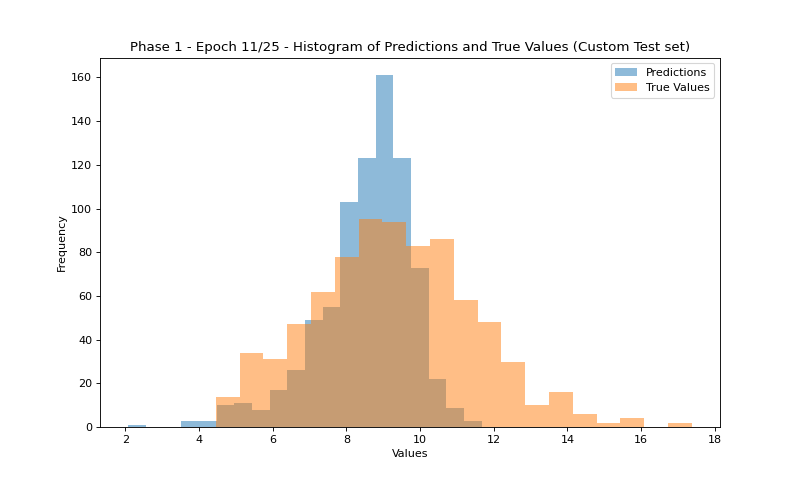 Phase 1 - Epoch 11/25 - Histogram of Predictions and True Values (Custom Test set)
Predictions
True Values
160
140
120
100
80
60
40
20
0
Frequency
2 4 6 8 10 12 14 16 18
Values